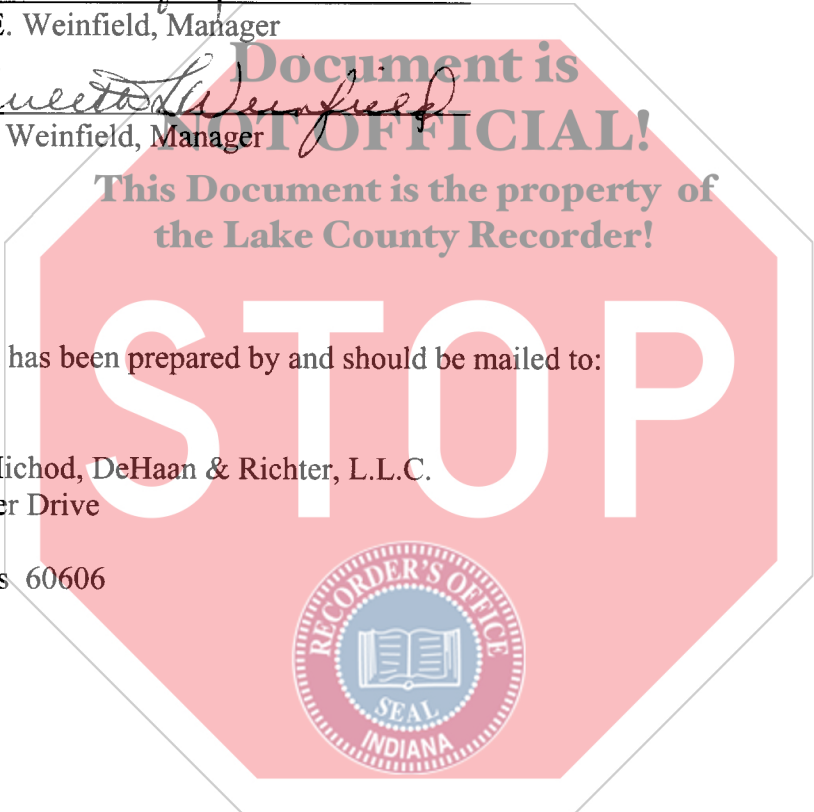 E. Weinfield, Manager
Document is
L Weinfield
Weinfield, Manager
NOT OFFICIAL!
This Document is the property of
the Lake County Recorder!
STOP
has been prepared by and should be mailed to:
Michod, DeHaan & Richter, L.L.C.
er Drive
s 60606
RECORDER'S OFFICE
SEAL
INDIANA